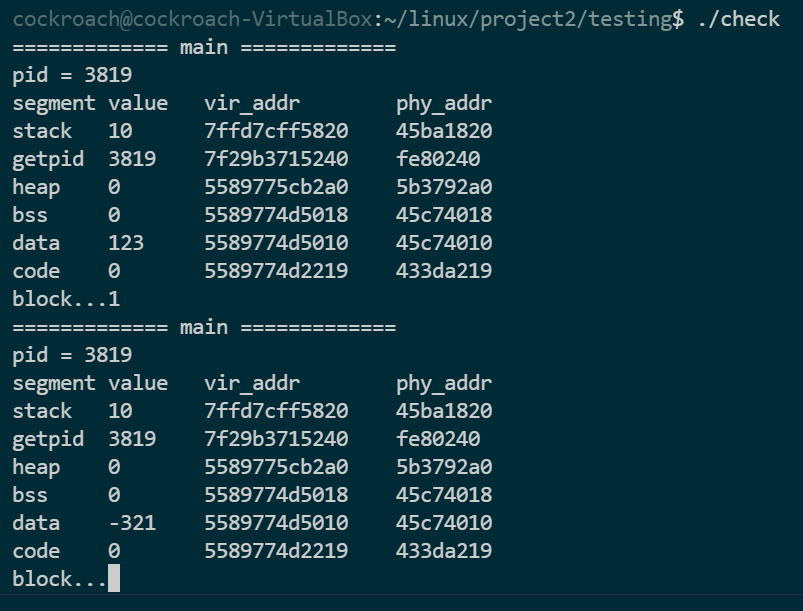 cockroach@cockroach-VirtualBox:~/linux/project2/testing$ ./check
============= main =============
pid = 3819
segment value   vir_addr        phy_addr
stack   10      7ffd7cff5820    45ba1820
getpid  3819    7f29b3715240    fe80240
heap    0       5589775cb2a0    5b3792a0
bss     0       5589774d5018    45c74018
data    123     5589774d5010    45c74010
code    0       5589774d2219    433da219
block...1
============= main =============
pid = 3819
segment value   vir_addr        phy_addr
stack   10      7ffd7cff5820    45ba1820
getpid  3819    7f29b3715240    fe80240
heap    0       5589775cb2a0    5b3792a0
bss     0       5589774d5018    45c74018
data    -321    5589774d5010    45c74010
code    0       5589774d2219    433da219
block...